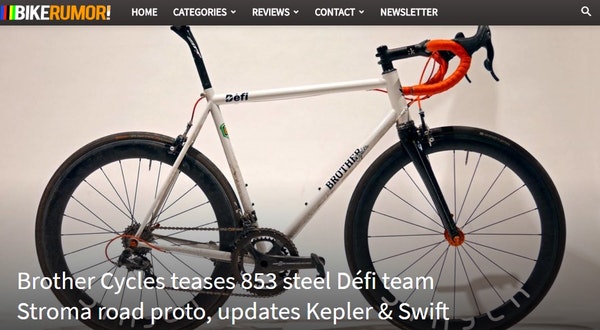 BIKERUMOR!
HOME CATEGORIES REVIEWS CONTACT NEWSLETTER
Défi
BROTHER
Brother Cycles teases 853 steel Défi team
Stroma road proto, updates Kepler & Swift